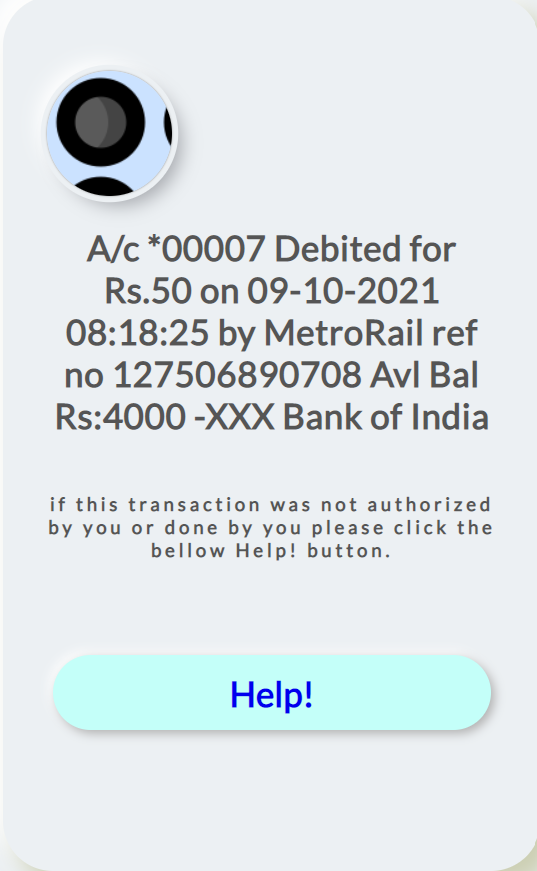 A/c *00007 Debited for
Rs.50 on 09-10-2021
08:18:25 by MetroRail ref
no 127506890708 Avl Bal
Rs:4000 -XXX Bank of India
if this transaction was not authorized
by you or done by you please click the
bellow Help! button.
Help!